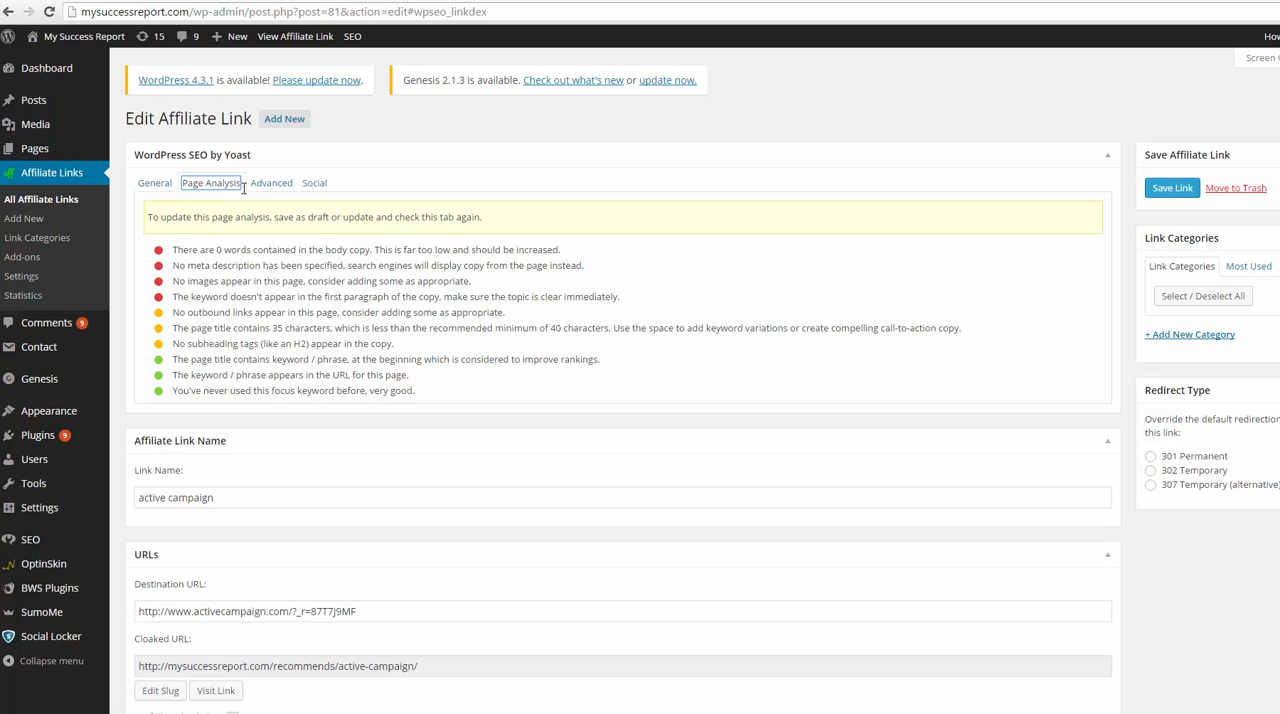 mysuccessreport.com/wp-admin/post.php?post=81&action=edit#wpseo_linkdex
My Success Report 15 9 New View Affiliate Link SEO
Screen
Dashboard
Posts
Media
Pages
Affiliate Links
All Affiliate Links
Add New
Link Categories
Add-ons
Settings
Statistics
Comments 9
Contact
Genesis
Appearance
Plugins 9
Users
Tools
Settings
SEO
OptinSkin
BWS Plugins
SumoMe
Social Locker
Collapse menu
WordPress 4.3.1 is available! Please update now.
Genesis 2.1.3 is available. Check out what's new or update now.
Edit Affiliate Link Add New
WordPress SEO by Yoast
General Page Analysis Advanced Social
To update this page analysis, save as draft or update and check this tab again.
There are 0 words contained in the body copy. This is far too low and should be increased.
No meta description has been specified, search engines will display copy from the page instead.
No images appear in this page, consider adding some as appropriate.
The keyword doesn't appear in the first paragraph of the copy, make sure the topic is clear immediately.
No outbound links appear in this page, consider adding some as appropriate.
The page title contains 35 characters, which is less than the recommended minimum of 40 characters. Use the space to add keyword variations or create compelling call-to-action copy.
No subheading tags (like an H2) appear in the copy.
The page title contains keyword / phrase, at the beginning which is considered to improve rankings.
The keyword / phrase appears in the URL for this page.
You've never used this focus keyword before, very good.
Affiliate Link Name
Link Name:
active campaign
URLs
Destination URL:
http://www.activecampaign.com/?_r=87T7J9MF
Cloaked URL:
http://mysuccessreport.com/recommends/active-campaign/
Edit Slug Visit Link
Save Affiliate Link
Save Link Move to Trash
Link Categories
Link Categories Most Used
Select / Deselect All
+ Add New Category
Redirect Type
Override the default redirection
this link:
301 Permanent
302 Temporary
307 Temporary (alternative)